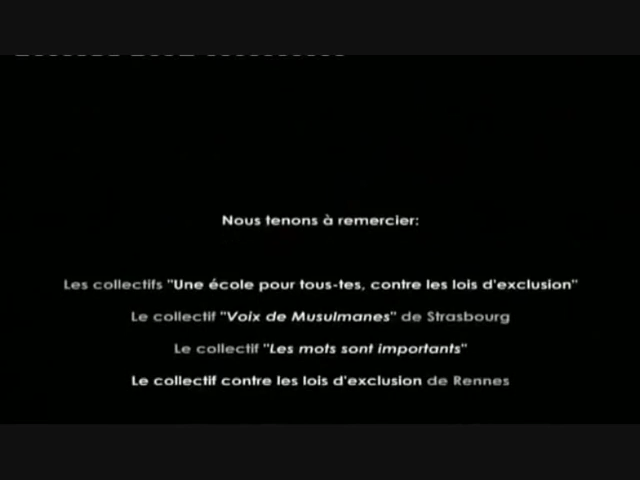 Nous tenons à remercier:
Les collectifs "Une école pour tous-tes, contre les lois d'exclusion"
Le collectif "Voix de Musulmanes" de Strasbourg
Le collectif "Les mots sont importants"
Le collectif contre les lois d'exclusion de Rennes